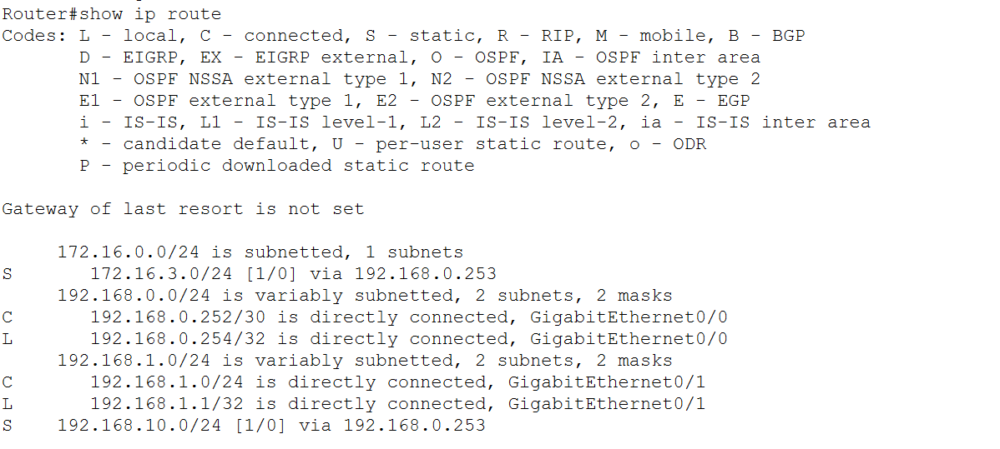 Router#show ip route
Codes: L - local, C - connected, S - static, R - RIP, M - mobile, B - BGP
       D - EIGRP, EX - EIGRP external, O - OSPF, IA - OSPF inter area
       N1 - OSPF NSSA external type 1, N2 - OSPF NSSA external type 2
       E1 - OSPF external type 1, E2 - OSPF external type 2, E - EGP
       i - IS-IS, L1 - IS-IS level-1, L2 - IS-IS level-2, ia - IS-IS inter area
       * - candidate default, U - per-user static route, o - ODR
       P - periodic downloaded static route

Gateway of last resort is not set

     172.16.0.0/24 is subnetted, 1 subnets
S       172.16.3.0/24 [1/0] via 192.168.0.253
     192.168.0.0/24 is variably subnetted, 2 subnets, 2 masks
C       192.168.0.252/30 is directly connected, GigabitEthernet0/0
L       192.168.0.254/32 is directly connected, GigabitEthernet0/0
     192.168.1.0/24 is variably subnetted, 2 subnets, 2 masks
C       192.168.1.0/24 is directly connected, GigabitEthernet0/1
L       192.168.1.1/32 is directly connected, GigabitEthernet0/1
S    192.168.10.0/24 [1/0] via 192.168.0.253